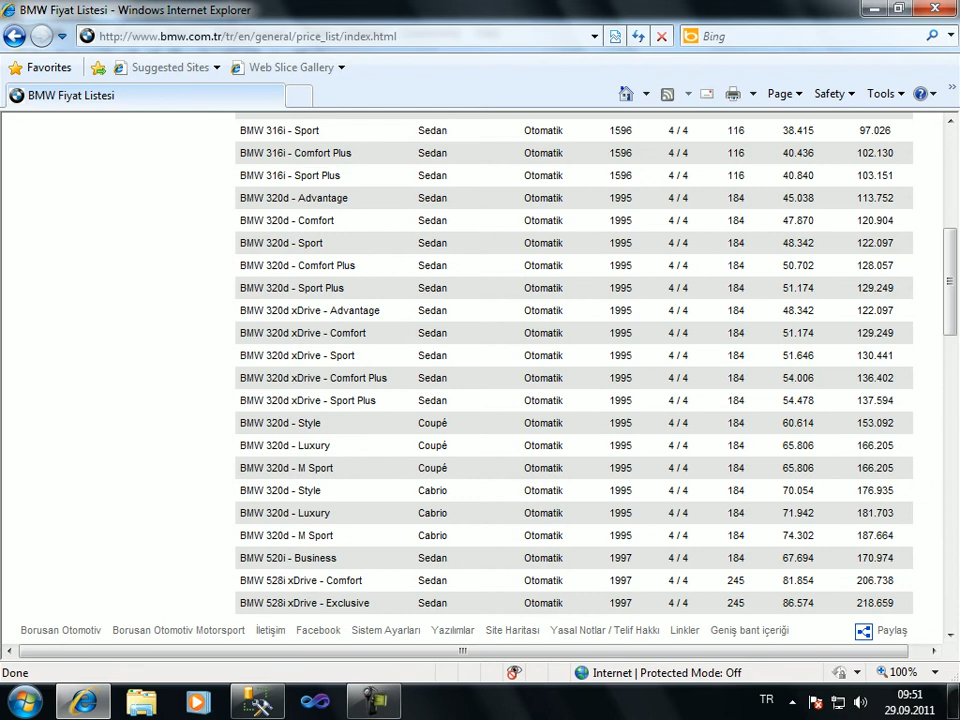 BMW Fiyat Listesi - Windows Internet Explorer
http://www.bmw.com.tr/tr/en/general/price_list/index.html
Bing
Favorites Suggested Sites Web Slice Gallery
BMW Fiyat Listesi Page Safety Tools »
BMW 316i - Sport Sedan Otomatik 1596 4 / 4 116 38.415 97.026
BMW 316i - Comfort Plus Sedan Otomatik 1596 4 / 4 116 40.436 102.130
BMW 316i - Sport Plus Sedan Otomatik 1596 4 / 4 116 40.840 103.151
BMW 320d - Advantage Sedan Otomatik 1995 4 / 4 184 45.038 113.752
BMW 320d - Comfort Sedan Otomatik 1995 4 / 4 184 47.870 120.904
BMW 320d - Sport Sedan Otomatik 1995 4 / 4 184 48.342 122.097
BMW 320d - Comfort Plus Sedan Otomatik 1995 4 / 4 184 50.702 128.057
BMW 320d - Sport Plus Sedan Otomatik 1995 4 / 4 184 51.174 129.249
BMW 320d xDrive - Advantage Sedan Otomatik 1995 4 / 4 184 48.342 122.097
BMW 320d xDrive - Comfort Sedan Otomatik 1995 4 / 4 184 51.174 129.249
BMW 320d xDrive - Sport Sedan Otomatik 1995 4 / 4 184 51.646 130.441
BMW 320d xDrive - Comfort Plus Sedan Otomatik 1995 4 / 4 184 54.006 136.402
BMW 320d xDrive - Sport Plus Sedan Otomatik 1995 4 / 4 184 54.478 137.594
BMW 320d - Style Coupé Otomatik 1995 4 / 4 184 60.614 153.092
BMW 320d - Luxury Coupé Otomatik 1995 4 / 4 184 65.806 166.205
BMW 320d - M Sport Coupé Otomatik 1995 4 / 4 184 65.806 166.205
BMW 320d - Style Cabrio Otomatik 1995 4 / 4 184 70.054 176.935
BMW 320d - Luxury Cabrio Otomatik 1995 4 / 4 184 71.942 181.703
BMW 320d - M Sport Cabrio Otomatik 1995 4 / 4 184 74.302 187.664
BMW 520i - Business Sedan Otomatik 1997 4 / 4 184 67.694 170.974
BMW 528i xDrive - Comfort Sedan Otomatik 1997 4 / 4 245 81.854 206.738
BMW 528i xDrive - Exclusive Sedan Otomatik 1997 4 / 4 245 86.574 218.659
Borusan Otomotiv Borusan Otomotiv Motorsport İletişim Facebook Sistem Ayarları Yazılımlar Site Haritası Yasal Notlar / Telif Hakkı Linkler Geniş bant içeriği Paylaş
Done Internet | Protected Mode: Off 100%
TR 09:51
29.09.2011